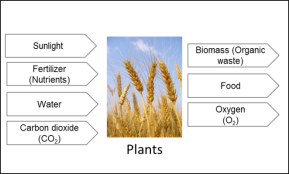 Sunlight
Fertilizer
(Nutrients)
Water
Carbon dioxide
(CO₂)
Plants
Biomass (Organic
waste)
Food
Oxygen
(O₂)